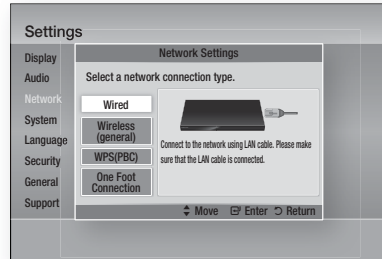 Settings
Display
Audio
Network
System
Language
Security
General
Support
Network Settings
Select a network connection type.
Wired
Wireless
(general)
WPS(PBC)
One Foot
Connection
Connect to the network using LAN cable. Please make
sure that the LAN cable is connected.
Move Enter Return